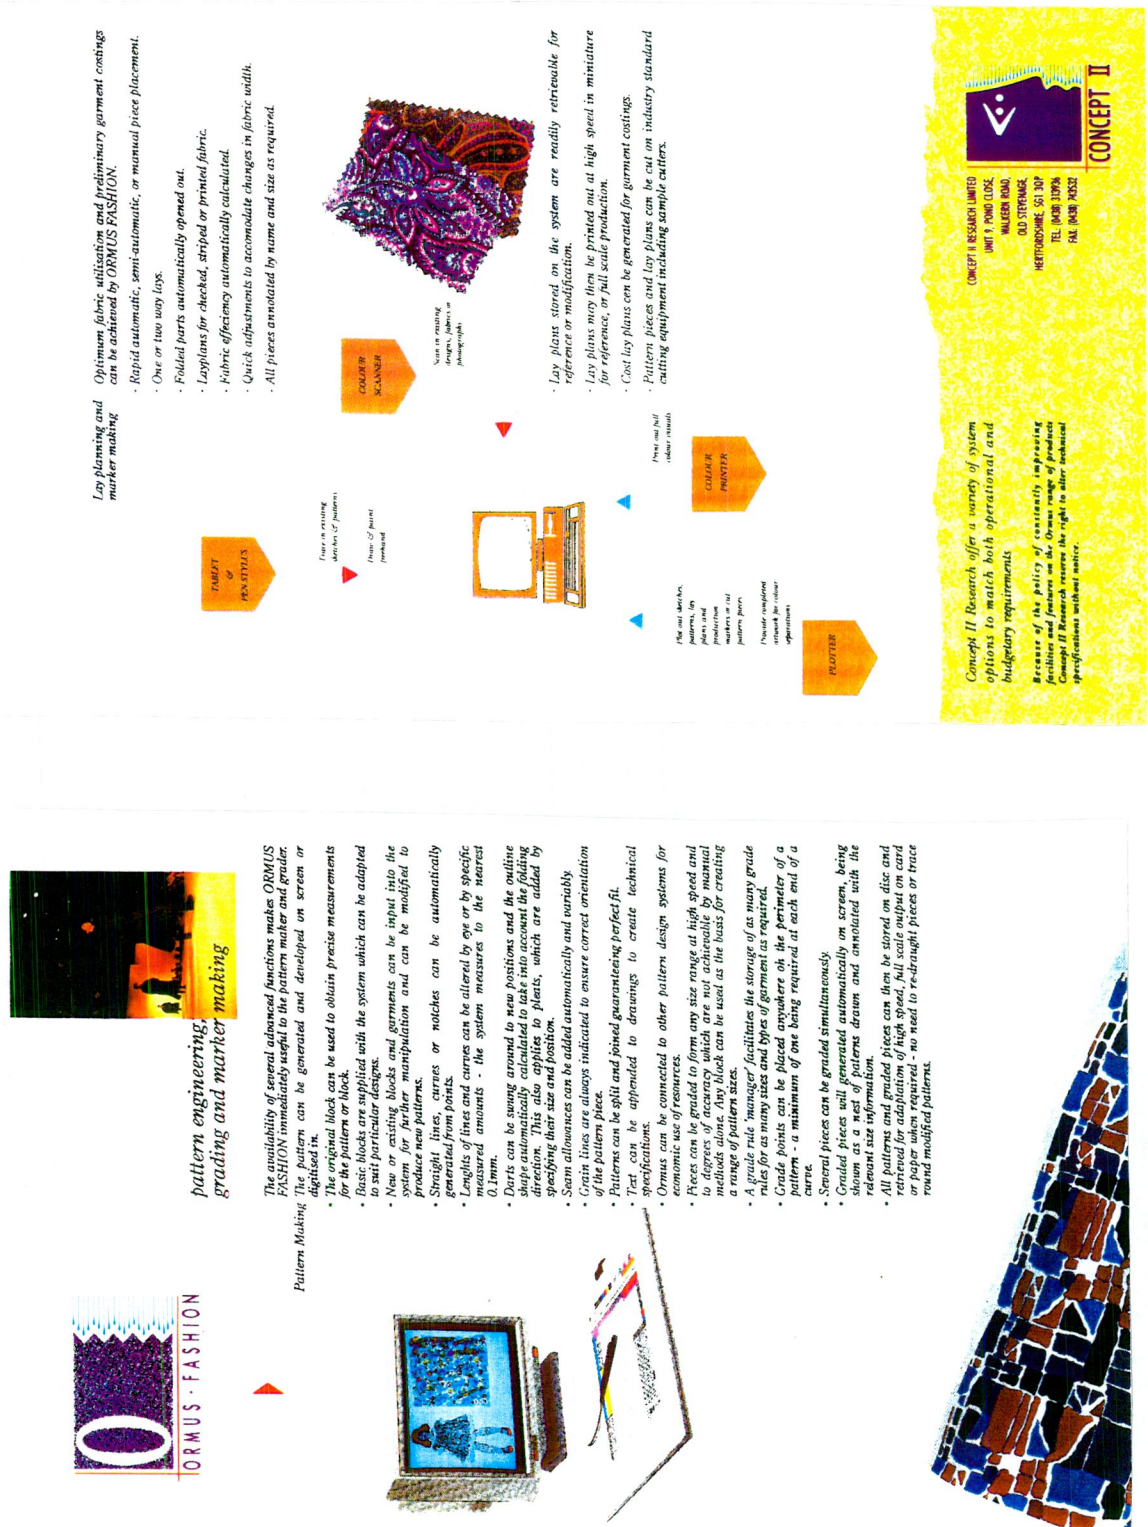 ORMUS - FASHION
pattern engineering,
grading and marker making
The availability of several advanced functions makes ORMUS
FASHION immediately useful to the pattern maker and grader.
Pattern Making The pattern can be generated and developed on screen or
digitised in.
• The original block can be used to obtain precise measurements
for the pattern or block.
• Basic blocks are supplied with the system which can be adapted
to suit particular designs.
• New or existing blocks and garments can be input into the
system for further manipulation and can be modified to
produce new patterns.
• Straight lines, curves or notches can be automatically
generated from points.
• Lenghts of lines and curves can be altered by eye or by specific
measured amounts - the system measures to the nearest
0.1mm.
• Darts can be swung around to new positions and the outline
shape automatically calculated to take into account the folding
direction. This also applies to pleats, which are added by
specifying their size and position.
• Seam allowances can be added automatically and variably.
• Grain lines are always indicated to ensure correct orientation
of the pattern piece.
• Patterns can be split and joined guaranteeing perfect fit.
• Text can be appended to drawings to create technical
specifications.
• Ormus can be connected to other pattern design systems for
economic use of resources.
• Pieces can be graded to form any size range at high speed and
to degrees of accuracy which are not achievable by manual
methods alone. Any block can be used as the basis for creating
a range of pattern sizes.
• A grade rule 'manager' facilitates the storage of as many grade
rules for as many sizes and types of garment as required.
• Grade points can be placed anywhere oh the perimeter of a
pattern - a minimum of one being required at each end of a
curve.
• Several pieces can be graded simultaneously.
• Graded pieces will generated automatically on screen, being
shown as a nest of patterns drawn and annotated with the
relevant size information.
• All patterns and graded pieces can then be stored on disc and
retrieved for adaption of high speed, full scale output on card
or paper when required - no need to re-draught pieces or trace
round modified patterns.
Lay planning and
marker making
Optimum fabric utilisation and preliminary garment costings
can be achieved by ORMUS FASHION.
· Rapid automatic, semi-automatic, or manual piece placement.
· One or two way lays.
· Folded parts automatically opened out.
· Layplans for checked, striped or printed fabric.
· Fabric effeciency automatically calculated.
· Quick adjustments to accommodate changes in fabric width.
· All pieces annotated by name and size as required.
TABLET
&
PEN STYLUS
Trace in existing
sketches & patterns
Draw & paint
freehand
COLOUR
SCANNER
Scan in existing
designs, fabrics or
photographs
Plot out sketches,
patterns, lay
plans and
production
markers or cut
pattern pieces
Provide completed
artwork for colour
separations
PLOTTER
Print out full
colour visuals
COLOUR
PRINTER
· Lay plans stored on the system are readily retrievable for
reference or modification.
· Lay plans may then be printed out at high speed in miniature
for reference, or full scale production.
· Cost lay plans cen be generated for garment costings.
· Pattern pieces and lay plans can be cut on industry standard
cutting equipment including sample cutters.
Concept II Research offer a variety of system
options to match both operational and
budgetary requirements
Because of the policy of constantly improving
facilities and features on the Ormus range of products
Concept II Research reserve the right to alter technical
specifications without notice.
CONCEPT II RESEARCH LIMITED
UNIT 9, POND CLOSE,
WALKERN ROAD,
OLD STEVENAGE,
HERTFORDSHIRE, SG1 3QP
TEL: (0438) 313936
FAX: (0438) 743532
CONCEPT II